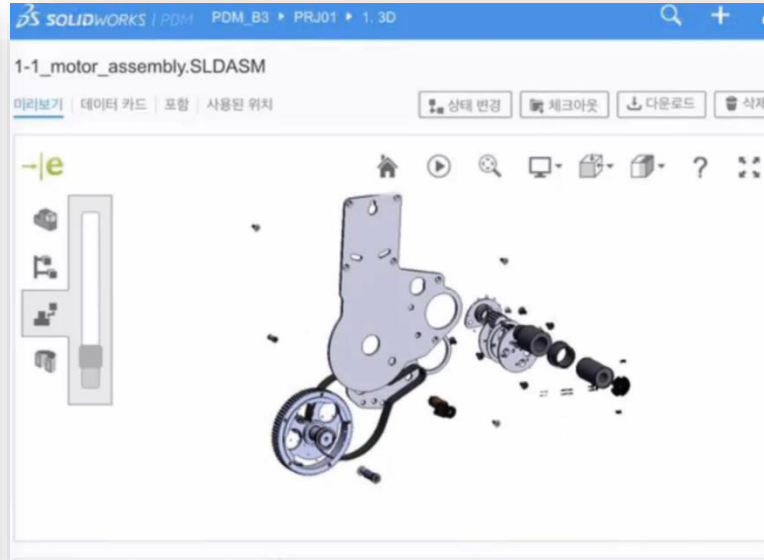 SOLIDWORKS | PDM PDM_B3 ▸ PRJ01 ▸ 1. 3D
1-1_motor_assembly.SLDASM
미리보기 | 데이터 카드 | 포함 | 사용된 위치 상태 변경 체크아웃 다운로드 삭제
e ?